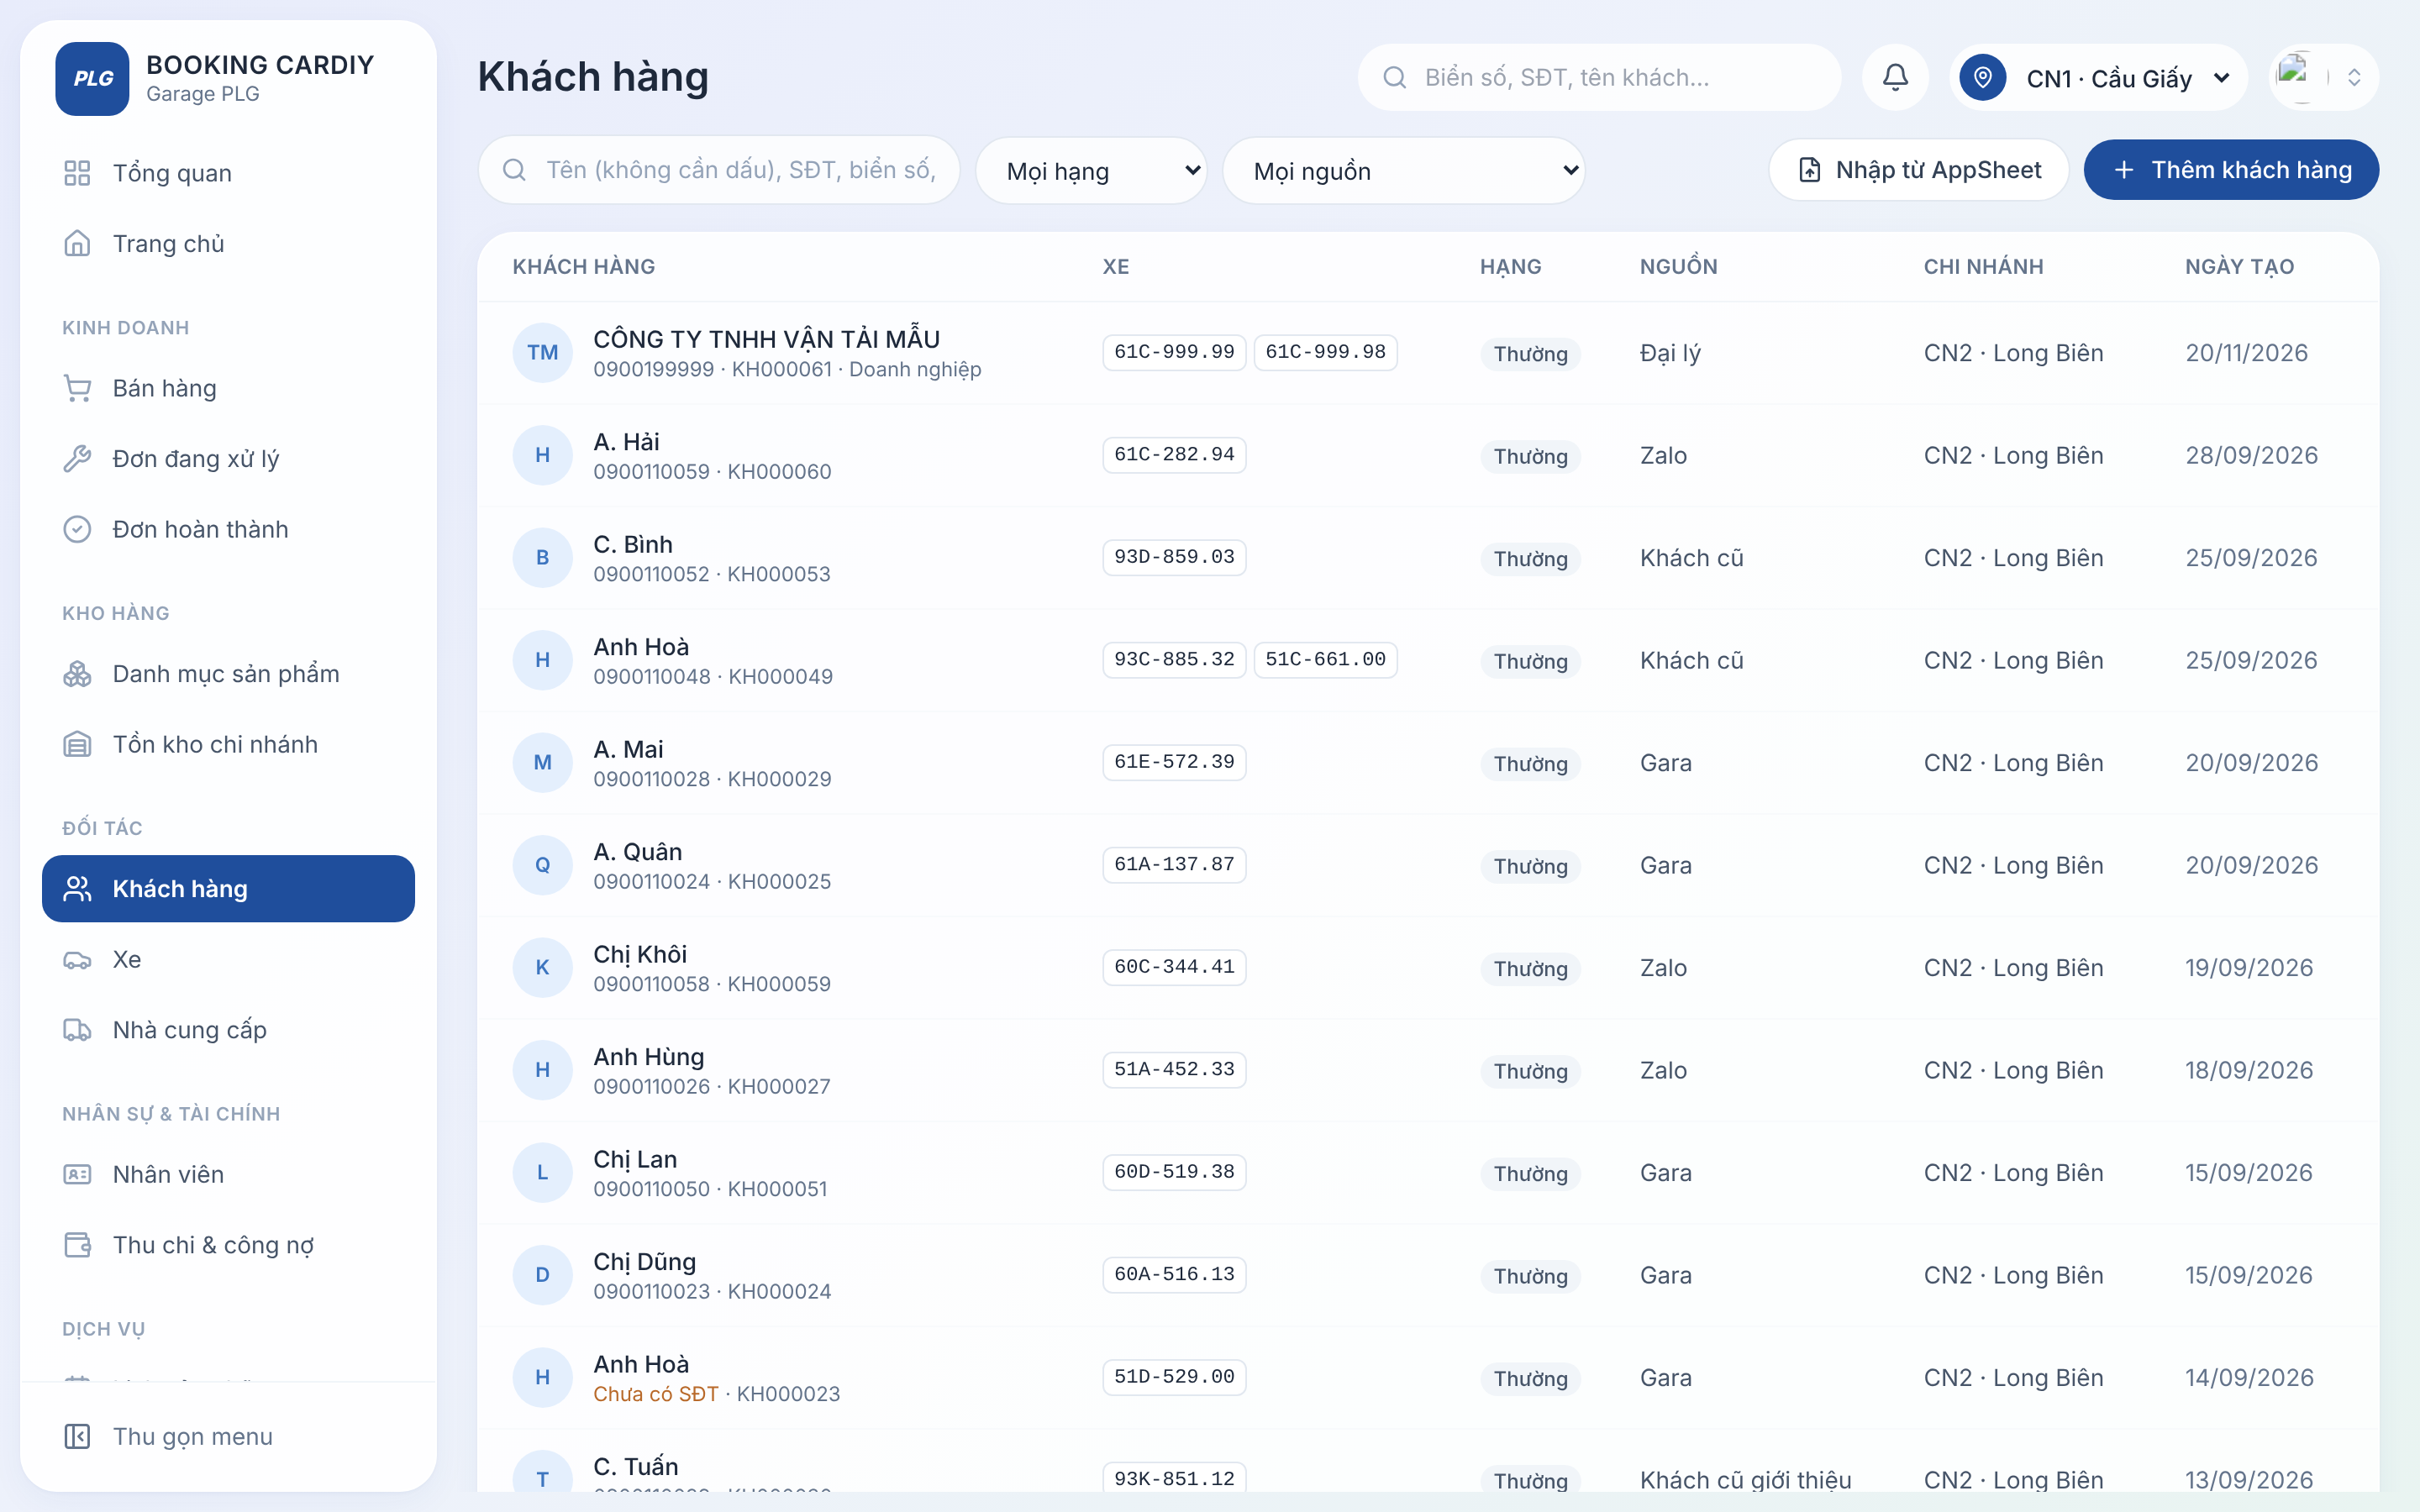 PLG
BOOKING CARDIY
Garage PLG
Tổng quan
Trang chủ
KINH DOANH
Bán hàng
Đơn đang xử lý
Đơn hoàn thành
KHO HÀNG
Danh mục sản phẩm
Tồn kho chi nhánh
ĐỐI TÁC
Khách hàng
Xe
Nhà cung cấp
NHÂN SỰ & TÀI CHÍNH
Nhân viên
Thu chi & công nợ
DỊCH VỤ
Thu gọn menu
Khách hàng
Biển số, SĐT, tên khách...
CN1 · Cầu Giấy
Tên (không cần dấu), SĐT, biển số,
Mọi hạng
Mọi nguồn
Nhập từ AppSheet
Thêm khách hàng
KHÁCH HÀNG XE HẠNG NGUỒN CHI NHÁNH NGÀY TẠO
TM CÔNG TY TNHH VẬN TẢI MẪU 61C-999.99 61C-999.98 Thường Đại lý CN2 · Long Biên 20/11/2026
0900199999 · KH000061 · Doanh nghiệp
H A. Hải 61C-282.94 Thường Zalo CN2 · Long Biên 28/09/2026
0900110059 · KH000060
B C. Bình 93D-859.03 Thường Khách cũ CN2 · Long Biên 25/09/2026
0900110052 · KH000053
H Anh Hoà 93C-885.32 51C-661.00 Thường Khách cũ CN2 · Long Biên 25/09/2026
0900110048 · KH000049
M A. Mai 61E-572.39 Thường Gara CN2 · Long Biên 20/09/2026
0900110028 · KH000029
Q A. Quân 61A-137.87 Thường Gara CN2 · Long Biên 20/09/2026
0900110024 · KH000025
K Chị Khôi 60C-344.41 Thường Zalo CN2 · Long Biên 19/09/2026
0900110058 · KH000059
H Anh Hùng 51A-452.33 Thường Zalo CN2 · Long Biên 18/09/2026
0900110026 · KH000027
L Chị Lan 60D-519.38 Thường Gara CN2 · Long Biên 15/09/2026
0900110050 · KH000051
D Chị Dũng 60A-516.13 Thường Gara CN2 · Long Biên 15/09/2026
0900110023 · KH000024
H Anh Hoà 51D-529.00 Thường Gara CN2 · Long Biên 14/09/2026
Chưa có SĐT · KH000023
T C. Tuấn 93K-851.12 Thường Khách cũ giới thiệu CN2 · Long Biên 13/09/2026